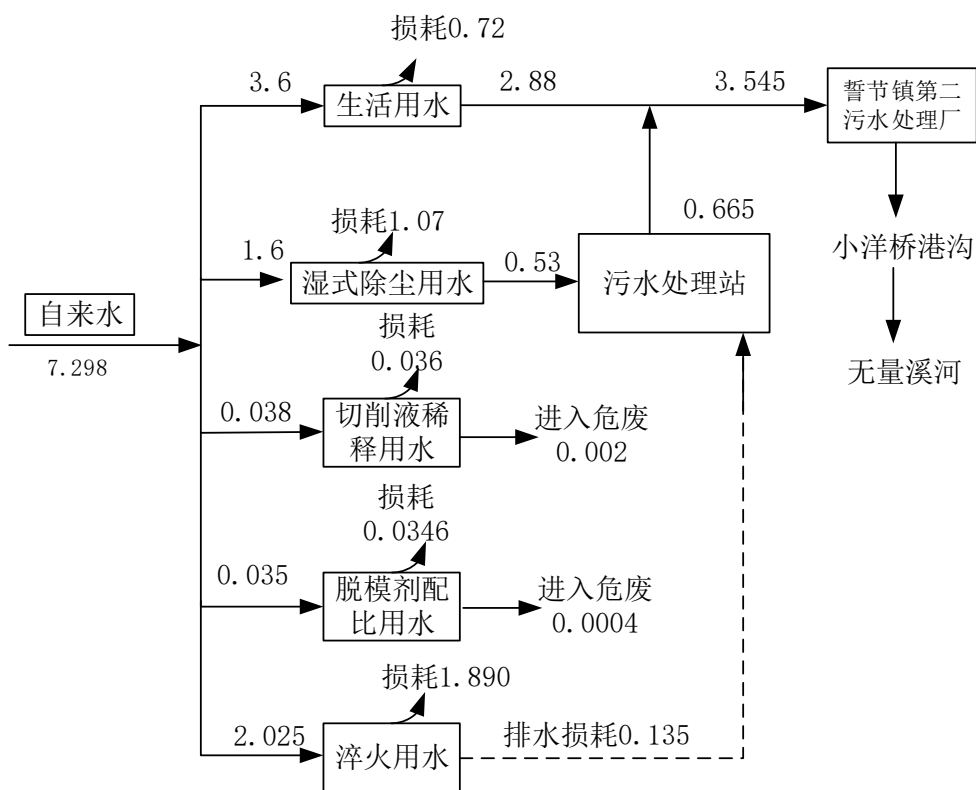 损耗0.72
3.6
生活用水
2.88
3.545
誓节镇第二
污水处理厂
损耗1.07
1.6
湿式除尘用水
0.53
0.665
污水处理站
小洋桥港沟
无量溪河
自来水
7.298
损耗
0.036
0.038
切削液稀
释用水
进入危废
0.002
损耗
0.0346
0.035
脱模剂配
比用水
进入危废
0.0004
损耗1.890
2.025
淬火用水
排水损耗0.135